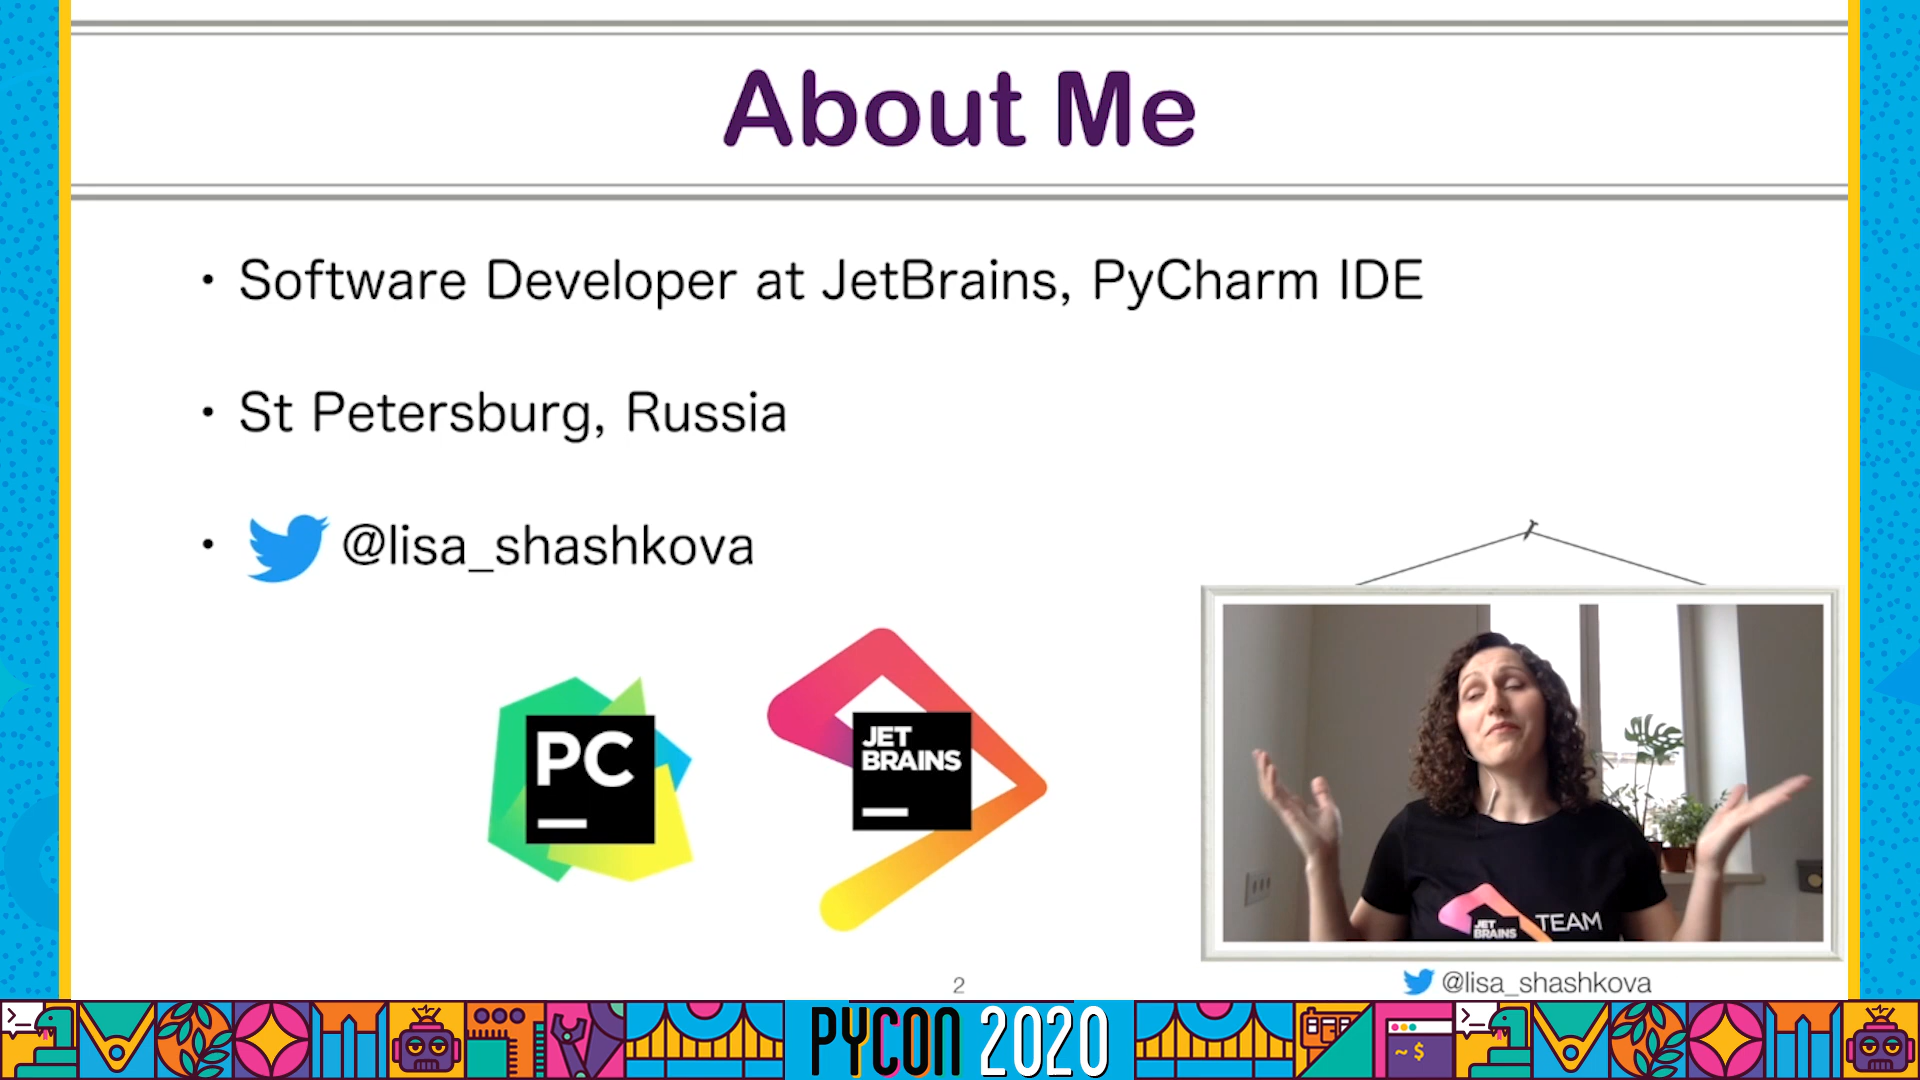 About Me
• Software Developer at JetBrains, PyCharm IDE
• St Petersburg, Russia
• @lisa_shashkova
PC
JET
BRAINS
JET
BRAINS
TEAM
2
@lisa_shashkova
PYCON 2020
~ $